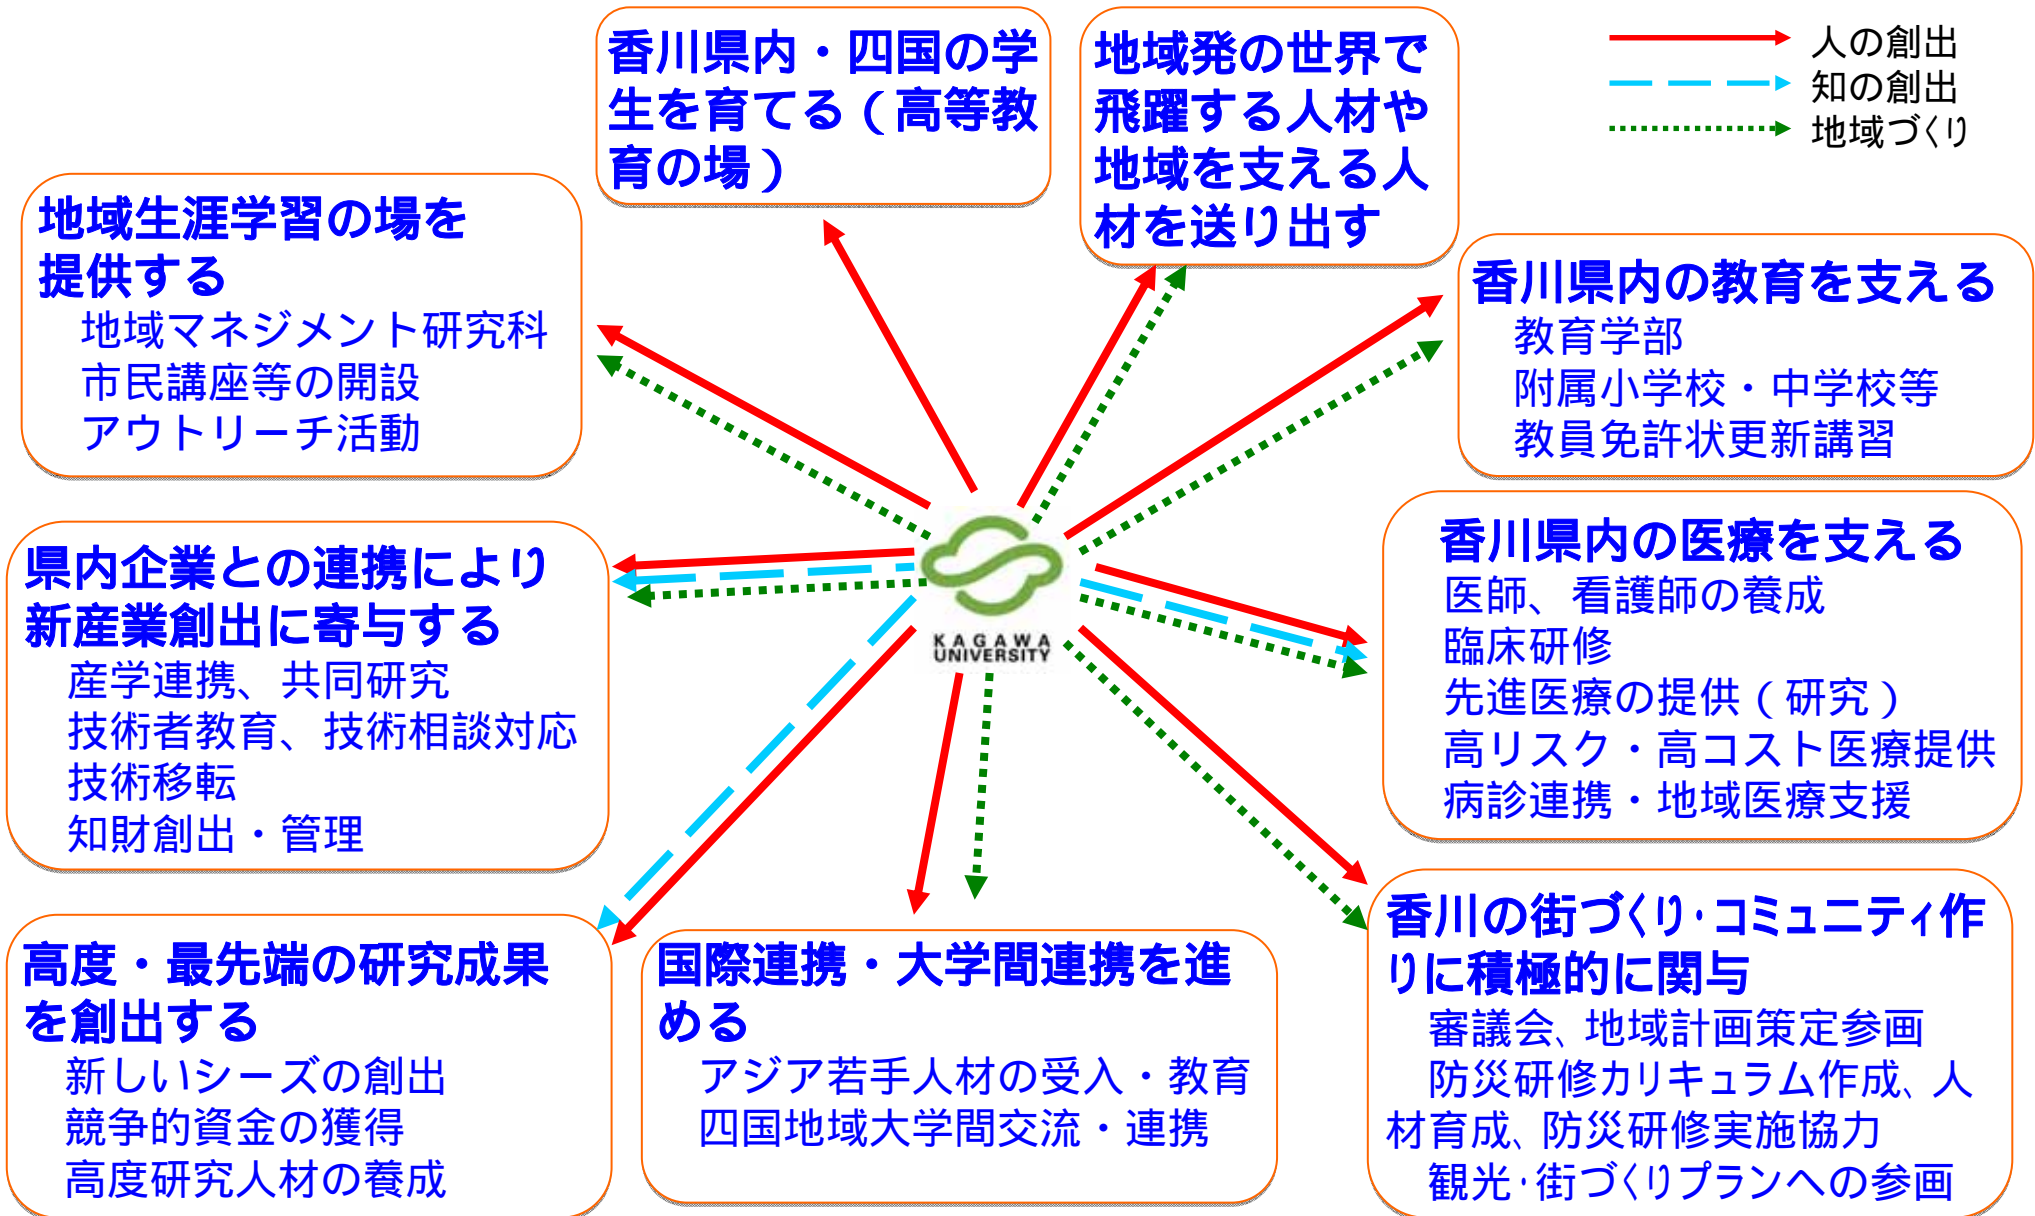 香川県内・四国の学
生を育てる（高等教
育の場）
地域発の世界で
飛躍する人材や
地域を支える人
材を送り出す
人の創出
知の創出
地域づくり
地域生涯学習の場を
提供する
地域マネジメント研究科
市民講座等の開設
アウトリーチ活動
香川県内の教育を支える
教育学部
附属小学校・中学校等
教員免許状更新講習
県内企業との連携により
新産業創出に寄与する
産学連携、共同研究
技術者教育、技術相談対応
技術移転
知財創出・管理
KAGAWA
UNIVERSITY
香川県内の医療を支える
医師、看護師の養成
臨床研修
先進医療の提供（研究）
高リスク・高コスト医療提供
病診連携・地域医療支援
高度・最先端の研究成果
を創出する
新しいシーズの創出
競争的資金の獲得
高度研究人材の養成
国際連携・大学間連携を進
める
アジア若手人材の受入・教育
四国地域大学間交流・連携
香川の街づくり・コミュニティ作
りに積極的に関与
審議会、地域計画策定参画
防災研修カリキュラム作成、人
材育成、防災研修実施協力
観光・街づくりプランへの参画